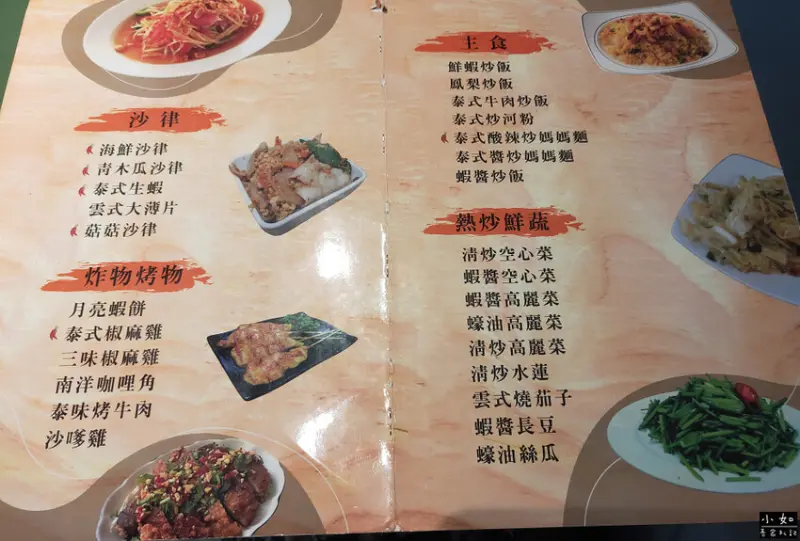 沙律
海鮮沙律
青木瓜沙律
泰式生蝦
雲式大薄片
菇菇沙律
炸物烤物
月亮蝦餅
泰式椒麻雞
三味椒麻雞
南洋咖哩角
泰味烤牛肉
沙嗲雞
主食
鮮蝦炒飯
鳳梨炒飯
泰式牛肉炒飯
泰式炒河粉
泰式酸辣炒媽媽麵
泰式醬炒媽媽麵
蝦醬炒飯
熱炒鮮蔬
清炒空心菜
蝦醬空心菜
蝦醬高麗菜
蠔油高麗菜
清炒高麗菜
清炒水蓮
雲式燒茄子
蝦醬長豆
蠔油絲瓜
小如